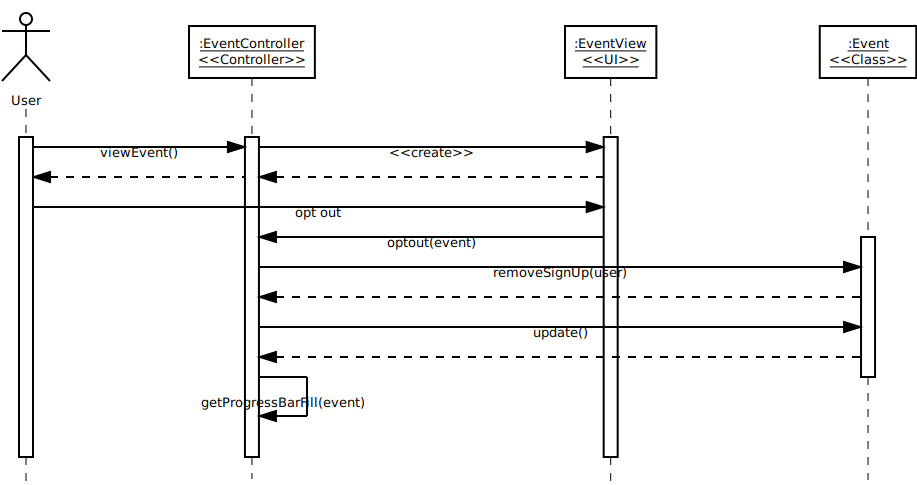 :EventController
<<Controller>>
:EventView
<<UI>>
:Event
<<Class>>
User
viewEvent()
<<create>>
opt out
optout(event)
removeSignUp(user)
update()
getProgressBarFill(event)